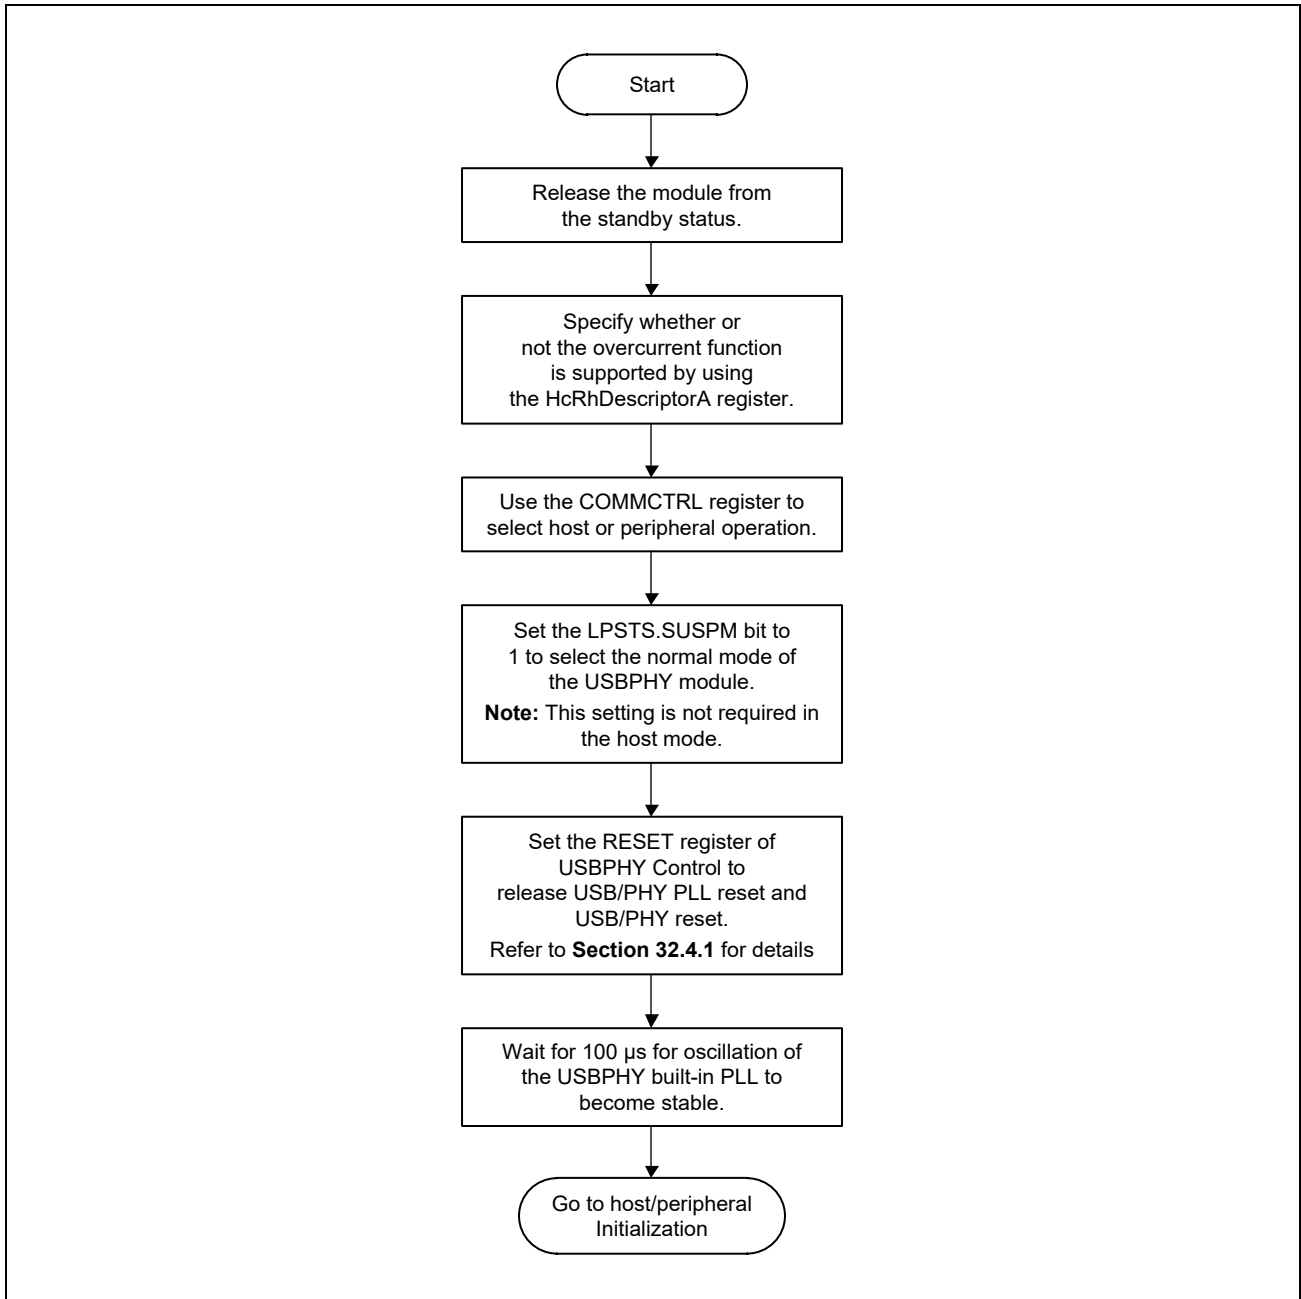 Start
Release the module from
the standby status.
Specify whether or
not the overcurrent function
is supported by using
the HcRhDescriptorA register.
Use the COMMCTRL register to
select host or peripheral operation.
Set the LPSTS.SUSPM bit to
1 to select the normal mode of
the USBPHY module.
Note: This setting is not required in
the host mode.
Set the RESET register of
USBPHY Control to
release USB/PHY PLL reset and
USB/PHY reset.
Refer to Section 32.4.1 for details
Wait for 100 µs for oscillation of
the USBPHY built-in PLL to
become stable.
Go to host/peripheral
Initialization